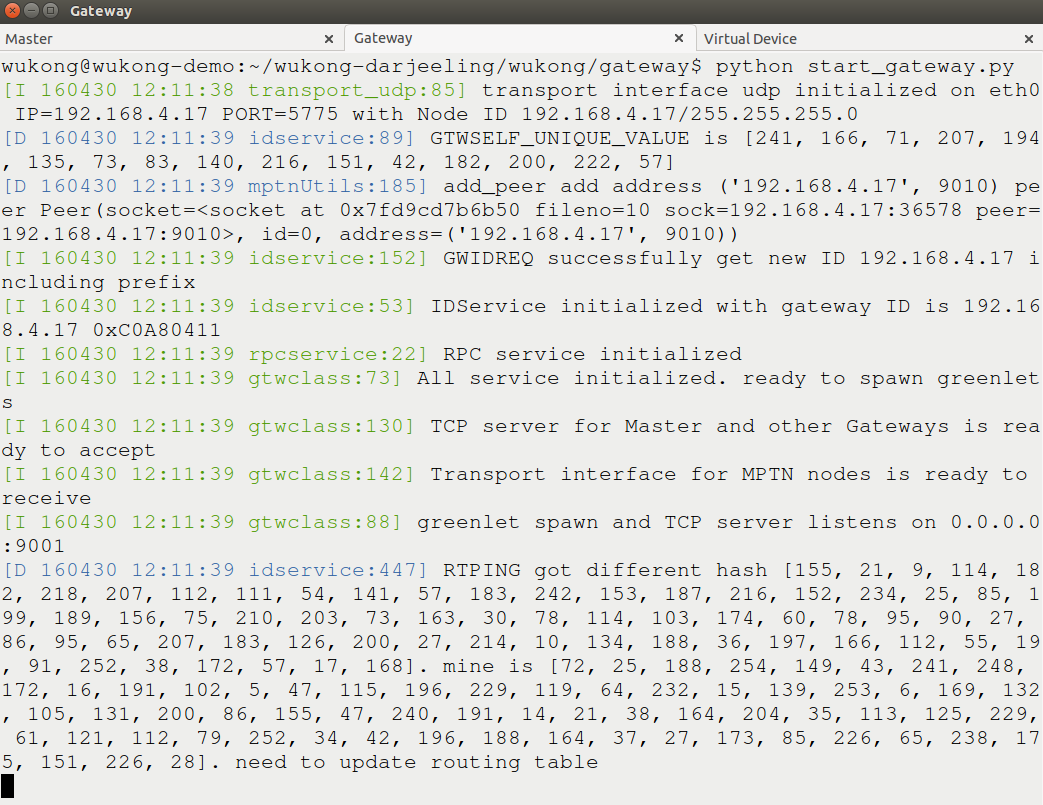 Gateway
Master
Gateway
Virtual Device
wukong@wukong-demo:~/wukong-darjeeling/wukong/gateway$ python start_gateway.py
[I 160430 12:11:38 transport_udp:85] transport interface udp initialized on eth0
 IP=192.168.4.17 PORT=5775 with Node ID 192.168.4.17/255.255.255.0
[D 160430 12:11:39 idservice:89] GTWSELF_UNIQUE_VALUE is [241, 166, 71, 207, 194
, 135, 73, 83, 140, 216, 151, 42, 182, 200, 222, 57]
[D 160430 12:11:39 mptnUtils:185] add_peer add address ('192.168.4.17', 9010) pe
er Peer(socket=<socket at 0x7fd9cd7b6b50 fileno=10 sock=192.168.4.17:36578 peer=
192.168.4.17:9010>, id=0, address=('192.168.4.17', 9010))
[I 160430 12:11:39 idservice:152] GWIDREQ successfully get new ID 192.168.4.17 i
ncluding prefix
[I 160430 12:11:39 idservice:53] IDService initialized with gateway ID is 192.16
8.4.17 0xC0A80411
[I 160430 12:11:39 rpcservice:22] RPC service initialized
[I 160430 12:11:39 gtwclass:73] All service initialized. ready to spawn greenlet
s
[I 160430 12:11:39 gtwclass:130] TCP server for Master and other Gateways is rea
dy to accept
[I 160430 12:11:39 gtwclass:142] Transport interface for MPTN nodes is ready to
receive
[I 160430 12:11:39 gtwclass:88] greenlet spawn and TCP server listens on 0.0.0.0
:9001
[D 160430 12:11:39 idservice:447] RTPING got different hash [155, 21, 9, 114, 18
2, 218, 207, 112, 111, 54, 141, 57, 183, 242, 153, 187, 216, 152, 234, 25, 85, 1
99, 189, 156, 75, 210, 203, 73, 163, 30, 78, 114, 103, 174, 60, 78, 95, 90, 27,
86, 95, 65, 207, 183, 126, 200, 27, 214, 10, 134, 188, 36, 197, 166, 112, 55, 19
, 91, 252, 38, 172, 57, 17, 168]. mine is [72, 25, 188, 254, 149, 43, 241, 248,
172, 16, 191, 102, 5, 47, 115, 196, 229, 119, 64, 232, 15, 139, 253, 6, 169, 132
, 105, 131, 200, 86, 155, 47, 240, 191, 14, 21, 38, 164, 204, 35, 113, 125, 229,
 61, 121, 112, 79, 252, 34, 42, 196, 188, 164, 37, 27, 173, 85, 226, 65, 238, 17
5, 151, 226, 28]. need to update routing table